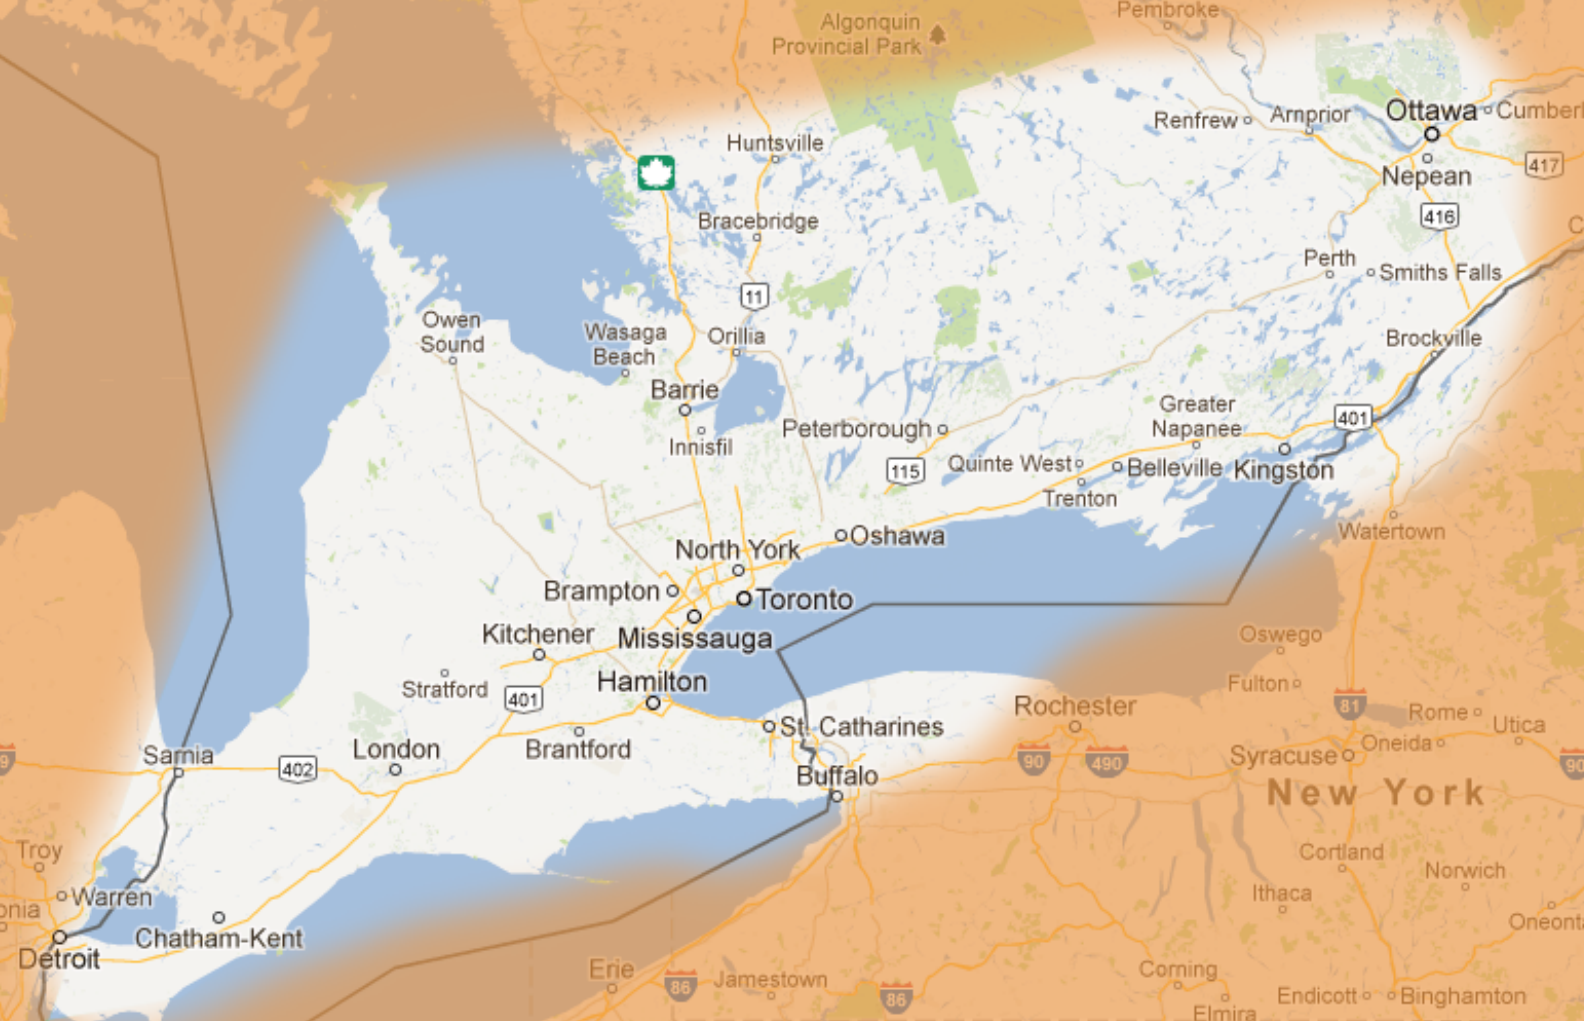 Pembroke
Algonquin
Provincial Park
Ottawa
Cumberl
Renfrew
Arnprior
Huntsville
417
Nepean
416
Bracebridge
Perth
Smiths Falls
11
Owen
Sound
Wasaga
Beach
Orillia
Brockville
Barrie
Greater
Napanee
401
Peterborough
Innisfil
115
Quinte West
Belleville
Kingston
Trenton
Watertown
Oshawa
North York
Brampton
Toronto
Kitchener
Mississauga
Oswego
Stratford
Hamilton
Fulton
401
81
Rochester
Rome
Utica
St. Catharines
Brantford
London
Sarnia
Oneida
Syracuse
90
490
90
9
402
Buffalo
New York
Troy
Cortland
Norwich
Warren
Ithaca
onia
Oneonta
Chatham-Kent
Detroit
Erie
86
Jamestown
86
Corning
Endicott
Binghamton
Elmira